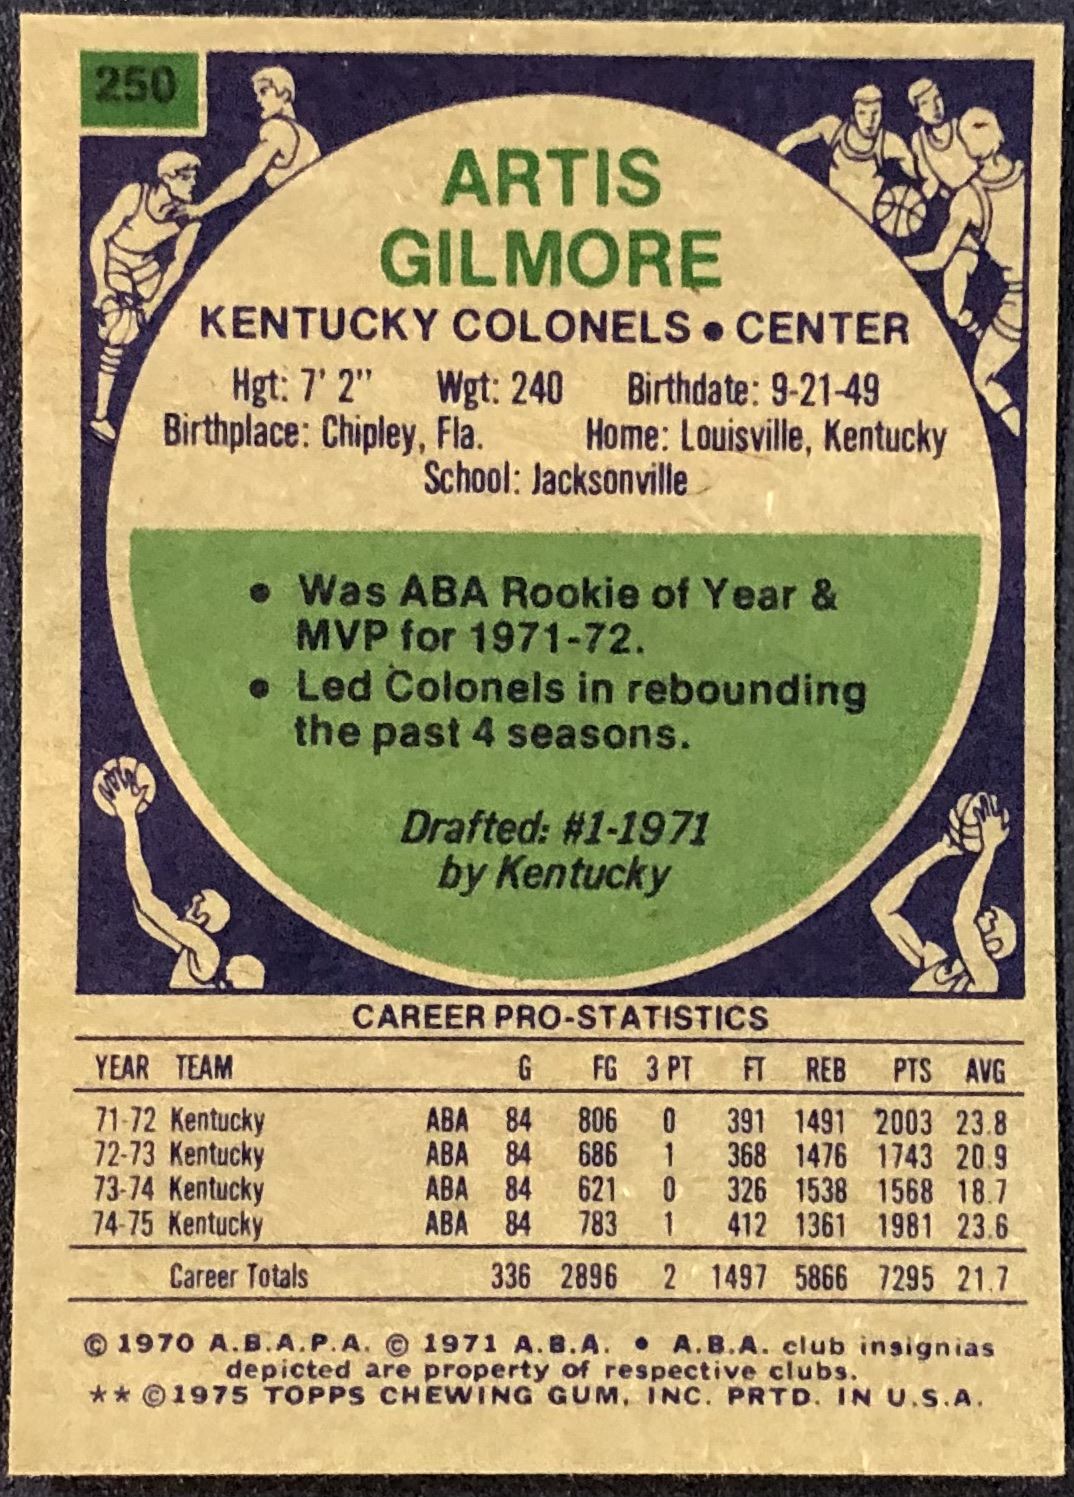 250
ARTIS
GILMORE
KENTUCKY COLONELS • CENTER
Hgt: 7' 2" Wgt: 240 Birthdate: 9-21-49
Birthplace: Chipley, Fla. Home: Louisville, Kentucky
School: Jacksonville
• Was ABA Rookie of Year &
MVP for 1971-72.
• Led Colonels in rebounding
the past 4 seasons.
Drafted: #1-1971
by Kentucky
CAREER PRO-STATISTICS
YEAR TEAM G FG 3 PT FT REB PTS AVG
71-72 Kentucky ABA 84 806 0 391 1491 2003 23.8
72-73 Kentucky ABA 84 686 1 368 1476 1743 20.9
73-74 Kentucky ABA 84 621 0 326 1538 1568 18.7
74-75 Kentucky ABA 84 783 1 412 1361 1981 23.6
Career Totals 336 2896 2 1497 5866 7295 21.7
© 1970 A.B.A.P.A. © 1971 A.B.A. • A.B.A. club insignias
depicted are property of respective clubs.
** © 1975 TOPPS CHEWING GUM, INC. PRTD. IN U.S.A.